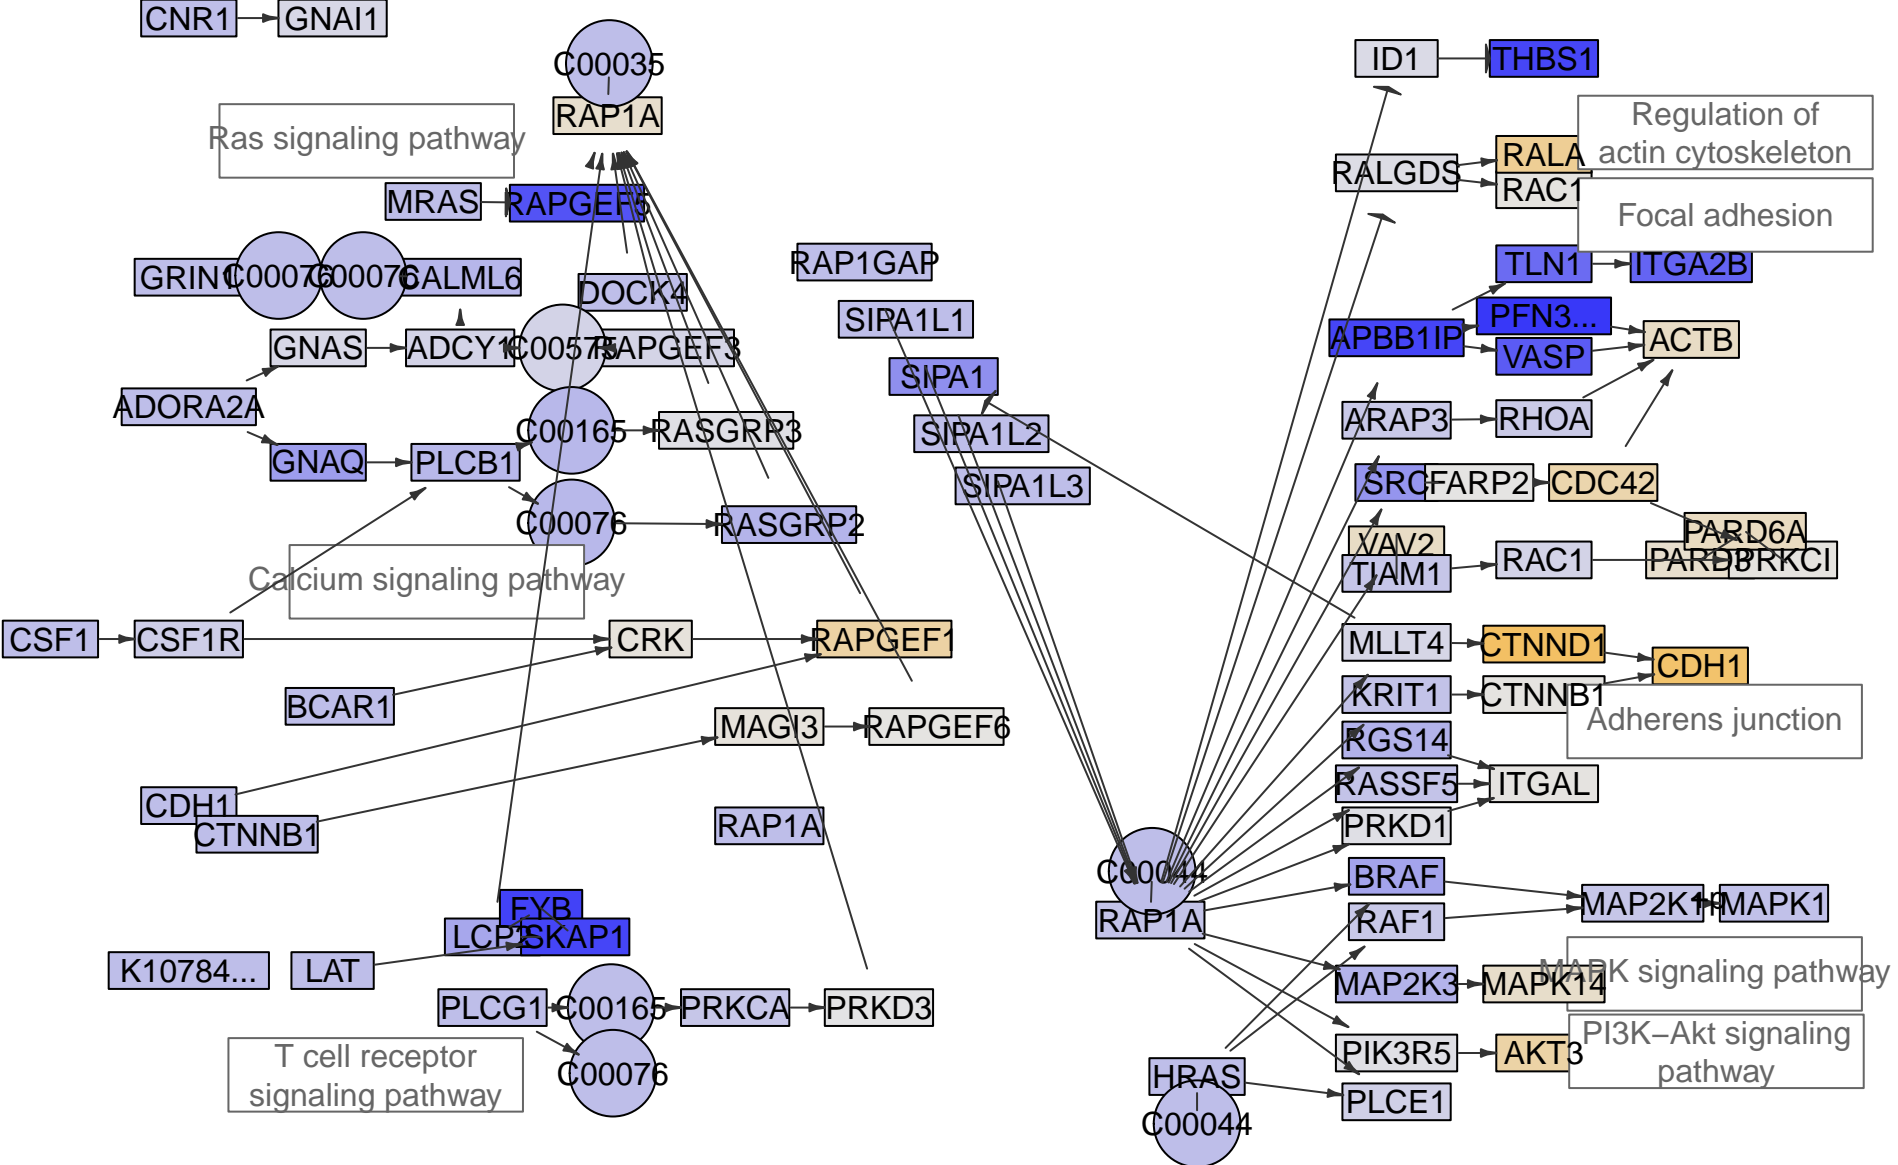 CNR1
GNAI1
C00035
RAP1A
Ras signaling pathway
MRAS
RAPGEF5
GRIN1
C00076
C00076
CALML6
DOCK4
GNAS
ADCY1
C00575
RAPGEF3
ADORA2A
GNAQ
PLCB1
C00165
RASGRP3
C00076
RASGRP2
Calcium signaling pathway
CSF1
CSF1R
CRK
RAPGEF1
BCAR1
MAGI3
RAPGEF6
CDH1
CTNNB1
RAP1A
FYB
LCP2
SKAP1
K10784...
LAT
PLCG1
C00165
PRKCA
PRKD3
C00076
T cell receptor
signaling pathway
RAP1GAP
SIPA1L1
SIPA1
SIPA1L2
SIPA1L3
C00044
RAP1A
HRAS
C00044
ID1
THBS1
Regulation of
actin cytoskeleton
RALGDS
RALA
RAC1
Focal adhesion
TLN1
ITGA2B
APBB1IP
PFN3...
VASP
ACTB
ARAP3
RHOA
SRC
FARP2
CDC42
VAV2
TIAM1
RAC1
PARD6A
PARD3
PRKCI
MLLT4
CTNND1
CDH1
KRIT1
CTNNB1
Adherens junction
RGS14
RASSF5
ITGAL
PRKD1
BRAF
RAF1
MAP2K1
+p
MAPK1
MAP2K3
MAPK14
MAPK signaling pathway
PIK3R5
AKT3
PI3K−Akt signaling
pathway
PLCE1